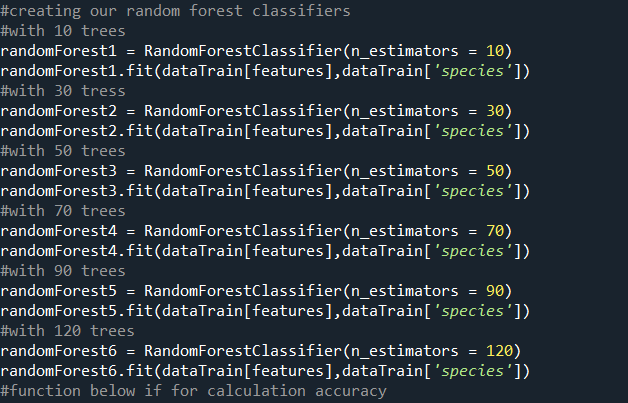 #creating our random forest classifiers
#with 10 trees
randomForest1 = RandomForestClassifier(n_estimators = 10)
randomForest1.fit(dataTrain[features],dataTrain['species'])
#with 30 tress
randomForest2 = RandomForestClassifier(n_estimators = 30)
randomForest2.fit(dataTrain[features],dataTrain['species'])
#with 50 trees
randomForest3 = RandomForestClassifier(n_estimators = 50)
randomForest3.fit(dataTrain[features],dataTrain['species'])
#with 70 trees
randomForest4 = RandomForestClassifier(n_estimators = 70)
randomForest4.fit(dataTrain[features],dataTrain['species'])
#with 90 trees
randomForest5 = RandomForestClassifier(n_estimators = 90)
randomForest5.fit(dataTrain[features],dataTrain['species'])
#with 120 trees
randomForest6 = RandomForestClassifier(n_estimators = 120)
randomForest6.fit(dataTrain[features],dataTrain['species'])
#function below if for calculation accuracy